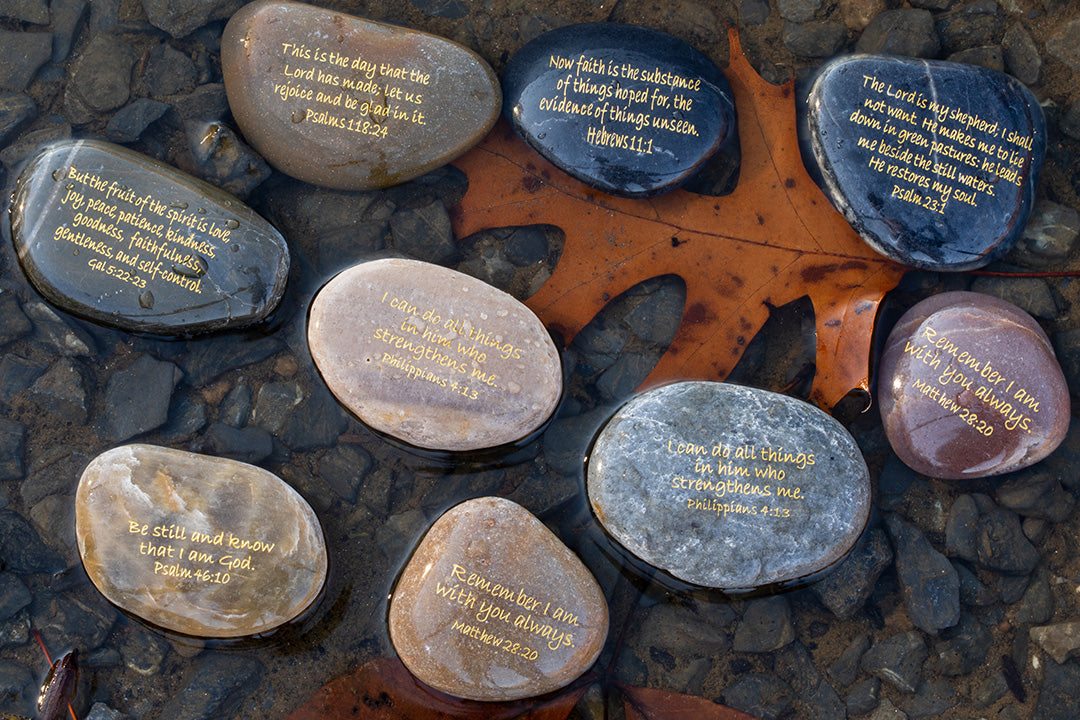 This is the day that the
Lord has made; let us
rejoice and be glad in it.
Psalms 118:24
Now faith is the substance
of things hoped for, the
evidence of things unseen.
Hebrews 11:1
The Lord is my shepherd; I shall
not want. He makes me to lie
down in green pastures: he leads
me beside the still waters.
He restores my soul.
Psalm 23:1
But the fruit of the spirit is love,
joy, peace, patience, kindness,
goodness, faithfulness,
gentleness, and self-control.
Gal 5:22-23
I can do all things
in him who
strengthens me.
Philippians 4:13
Remember I am
with you always.
Matthew 28:20
I can do all things
in him who
strengthens me.
Philippians 4:13
Be still and know
that I am God.
Psalm 46:10
Remember I am
with you always.
Matthew 28:20